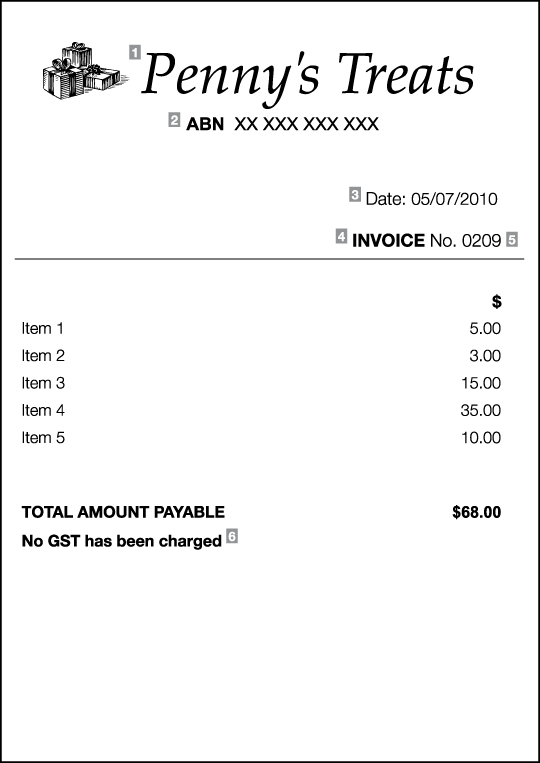 1 Penny's Treats
2 ABN XX XXX XXX XXX
3 Date: 05/07/2010
4 INVOICE No. 0209 5
$
Item 1 5.00
Item 2 3.00
Item 3 15.00
Item 4 35.00
Item 5 10.00
TOTAL AMOUNT PAYABLE $68.00
No GST has been charged 6